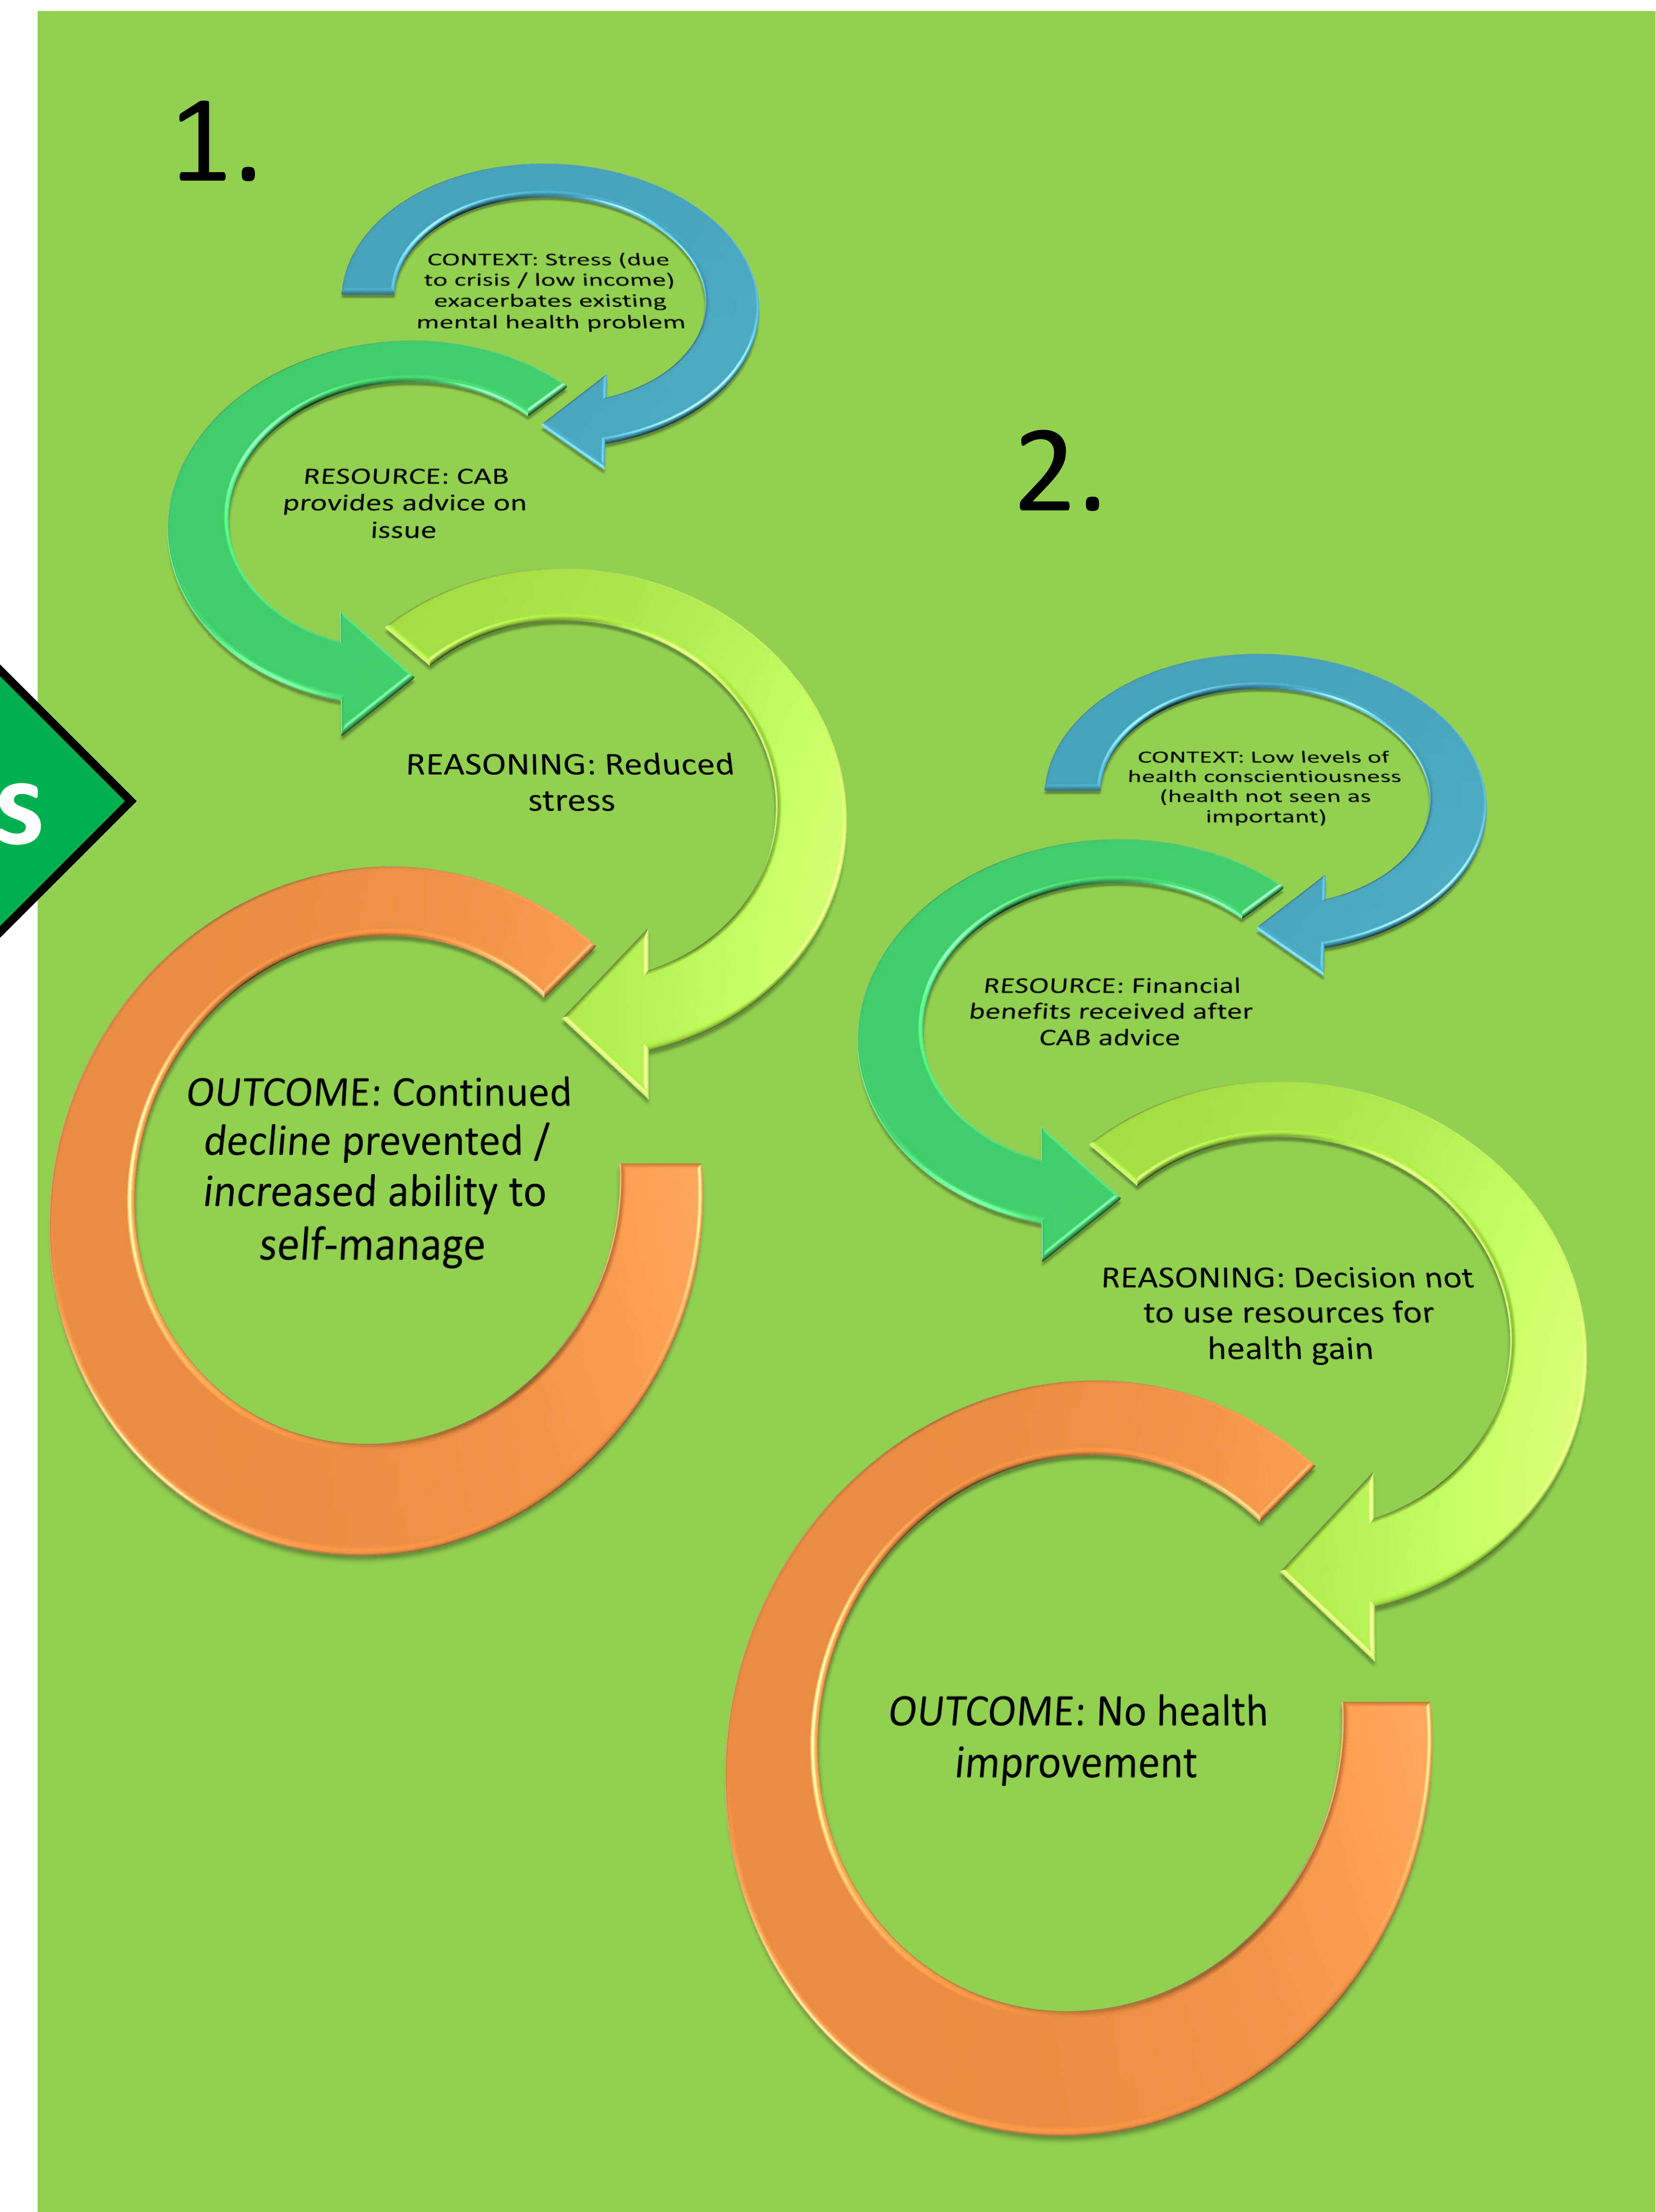 1.
CONTEXT: Stress (due
to crisis / low income)
exacerbates existing
mental health problem
RESOURCE: CAB
provides advice on
issue
REASONING: Reduced
stress
OUTCOME: Continued
decline prevented /
increased ability to
self-manage
s
2.
CONTEXT: Low levels of
health conscientiousness
(health not seen as
important)
RESOURCE: Financial
benefits received after
CAB advice
REASONING: Decision not
to use resources for
health gain
OUTCOME: No health
improvement